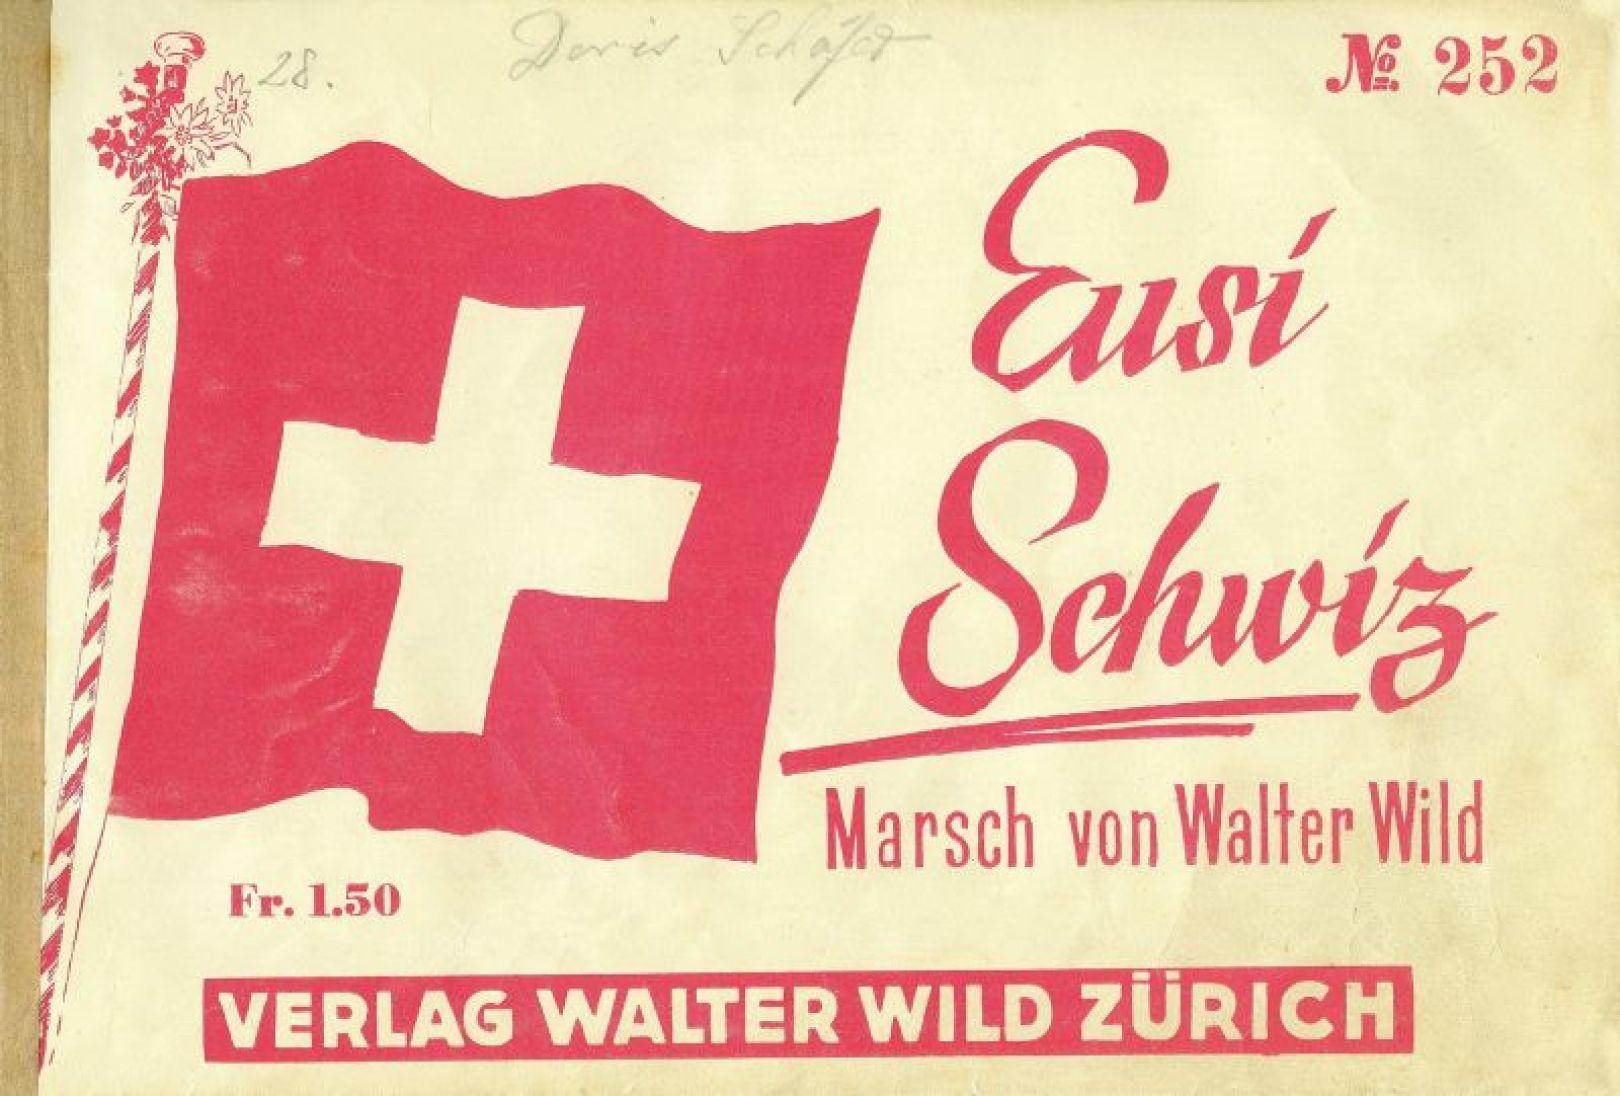 28.
Doris Schäfer
№ 252
Eusi
Schwiz
Marsch von Walter Wild
Fr. 1.50
VERLAG WALTER WILD ZÜRICH